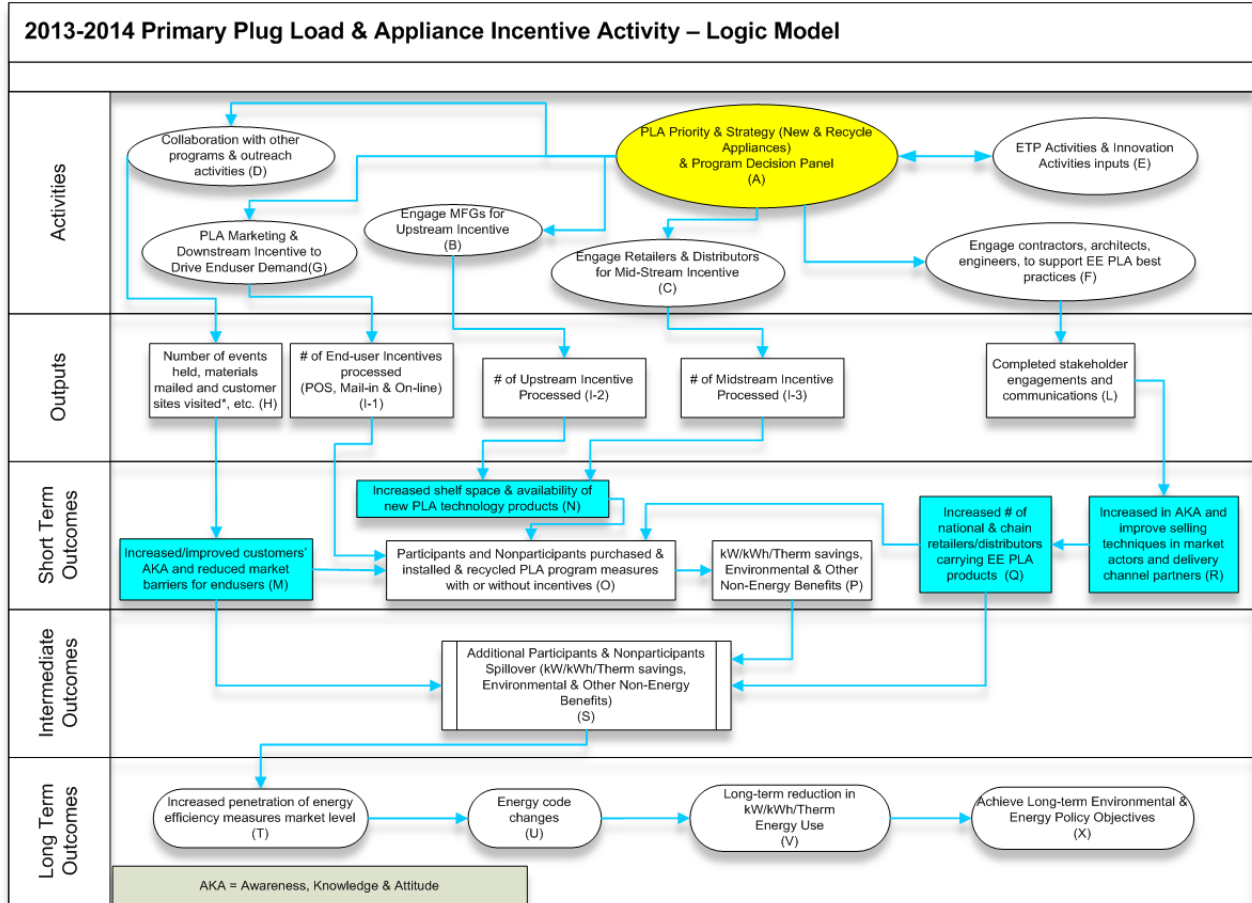 2013-2014 Primary Plug Load & Appliance Incentive Activity – Logic Model
Activities
Collaboration with other
programs & outreach
activities (D)
PLA Priority & Strategy (New & Recycle
Appliances)
& Program Decision Panel
(A)
ETP Activities & Innovation
Activities inputs (E)
PLA Marketing &
Downstream Incentive to
Drive Enduser Demand(G)
Engage MFGs for
Upstream Incentive
(B)
Engage Retailers & Distributors
for Mid-Stream Incentive
(C)
Engage contractors, architects,
engineers, to support EE PLA best
practices (F)
Outputs
Number of events
held, materials
mailed and customer
sites visited*, etc. (H)
# of End-user Incentives
processed
(POS, Mail-in & On-line)
(I-1)
# of Upstream Incentive
Processed (I-2)
# of Midstream Incentive
Processed (I-3)
Completed stakeholder
engagements and
communications (L)
Short Term
Outcomes
Increased shelf space & availability of
new PLA technology products (N)
Increased/improved customers'
AKA and reduced market
barriers for endusers (M)
Participants and Nonparticipants purchased &
installed & recycled PLA program measures
with or without incentives (O)
kW/kWh/Therm savings,
Environmental & Other
Non-Energy Benefits (P)
Increased # of
national & chain
retailers/distributors
carrying EE PLA
products (Q)
Increased in AKA and
improve selling
techniques in market
actors and delivery
channel partners (R)
Intermediate
Outcomes
Additional Participants & Nonparticipants
Spillover (kW/kWh/Therm savings,
Environmental & Other Non-Energy
Benefits)
(S)
Long Term
Outcomes
Increased penetration of energy
efficiency measures market level
(T)
Energy code
changes
(U)
Long-term reduction in
kW/kWh/Therm
Energy Use
(V)
Achieve Long-term Environmental &
Energy Policy Objectives
(X)
AKA = Awareness, Knowledge & Attitude